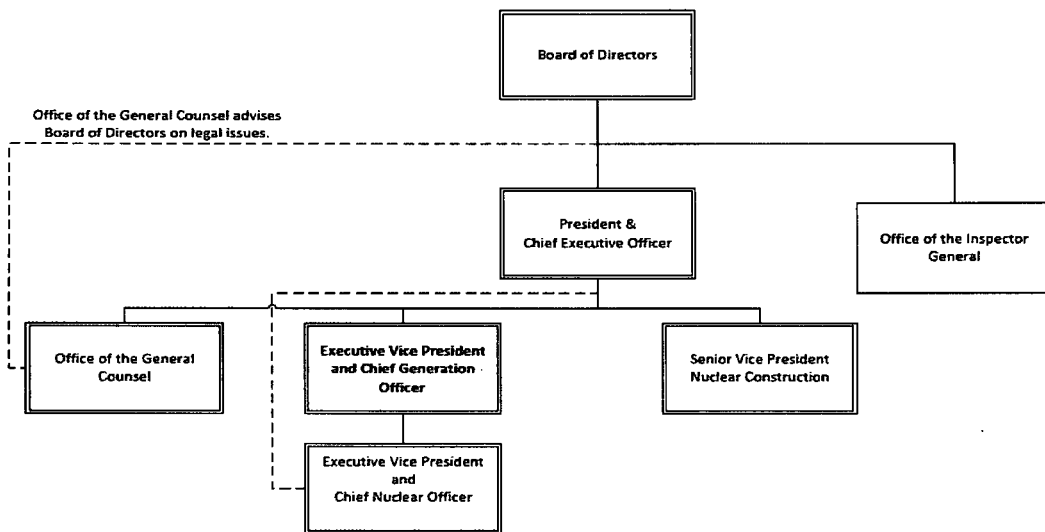 Board of Directors
Office of the General Counsel advises
Board of Directors on legal issues.
President &
Chief Executive Officer
Office of the Inspector
General
Office of the General
Counsel
Executive Vice President
and Chief Generation
Officer
Senior Vice President
Nuclear Construction
Executive Vice President
and
Chief Nuclear Officer